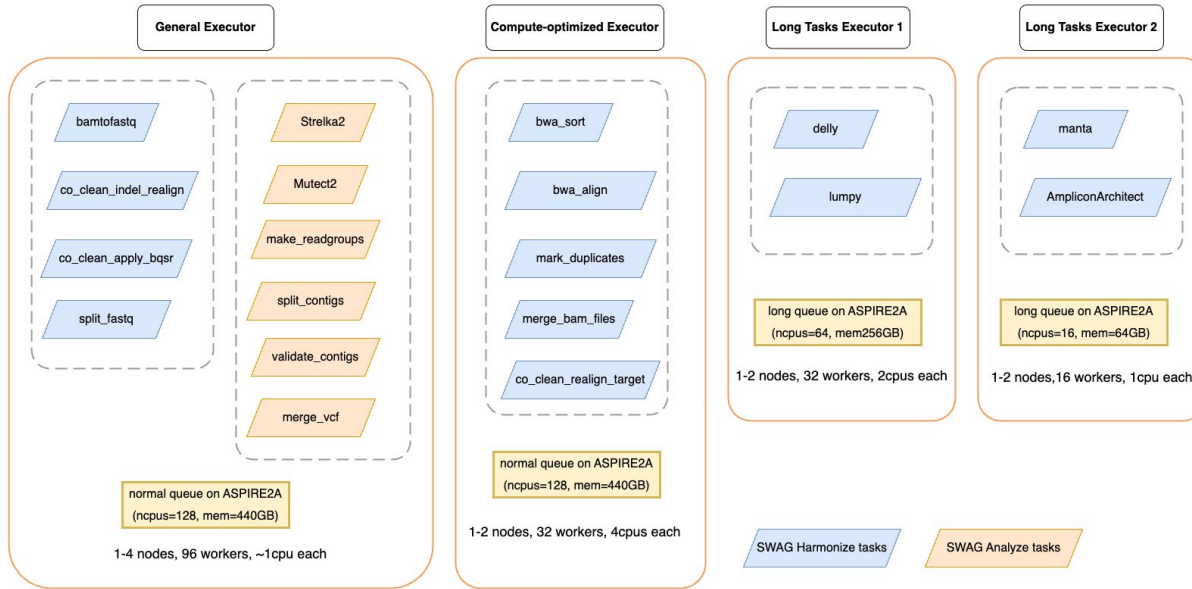 General Executor
bamtofastq
co_clean_indel_realign
co_clean_apply_bqsr
split_fastq
Strelka2
Mutect2
make_readgroups
split_contigs
validate_contigs
merge_vcf
normal queue on ASPIRE2A
(ncpus=128, mem=440GB)
1-4 nodes, 96 workers, ~1cpu each
Compute-optimized Executor
bwa_sort
bwa_align
mark_duplicates
merge_bam_files
co_clean_realign_target
normal queue on ASPIRE2A
(ncpus=128, mem=440GB)
1-2 nodes, 32 workers, 4cpus each
Long Tasks Executor 1
delly
lumpy
long queue on ASPIRE2A
(ncpus=64, mem256GB)
1-2 nodes, 32 workers, 2cpus each
Long Tasks Executor 2
manta
AmpliconArchitect
long queue on ASPIRE2A
(ncpus=16, mem=64GB)
1-2 nodes,16 workers, 1cpu each
SWAG Harmonize tasks
SWAG Analyze tasks